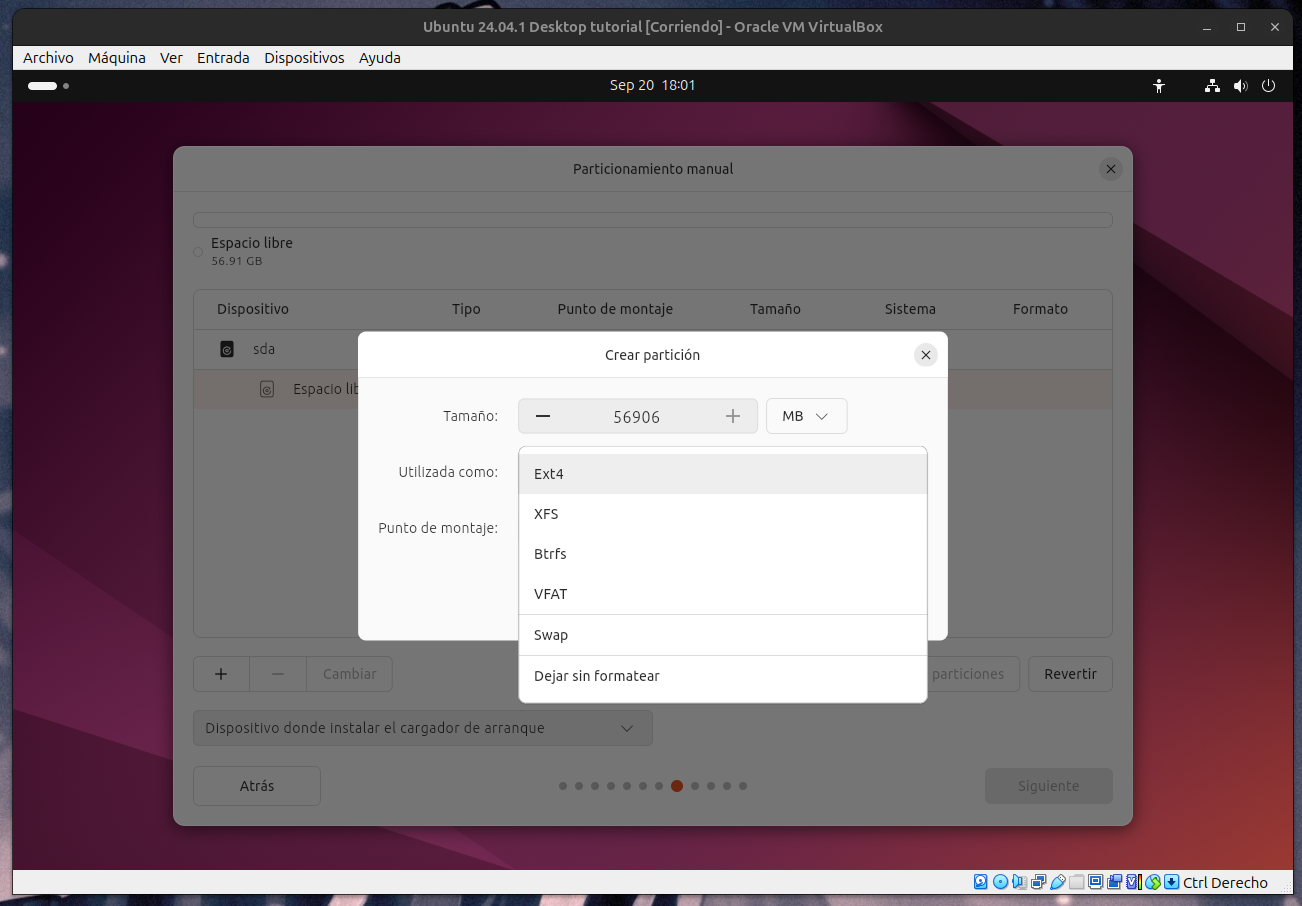 Ubuntu 24.04.1 Desktop tutorial [Corriendo] - Oracle VM VirtualBox
Archivo Máquina Ver Entrada Dispositivos Ayuda
Sep 20 18:01
Particionamiento manual
Espacio libre
56.91 GB
Dispositivo Tipo Punto de montaje Tamaño Sistema Formato
sda
Espacio lib
Crear partición
Tamaño: 56906 MB
Utilizada como:
Punto de montaje:
Ext4
XFS
Btrfs
VFAT
Swap
Dejar sin formatear
+ − Cambiar particiones Revertir
Dispositivo donde instalar el cargador de arranque
Atrás Siguiente
Ctrl Derecho